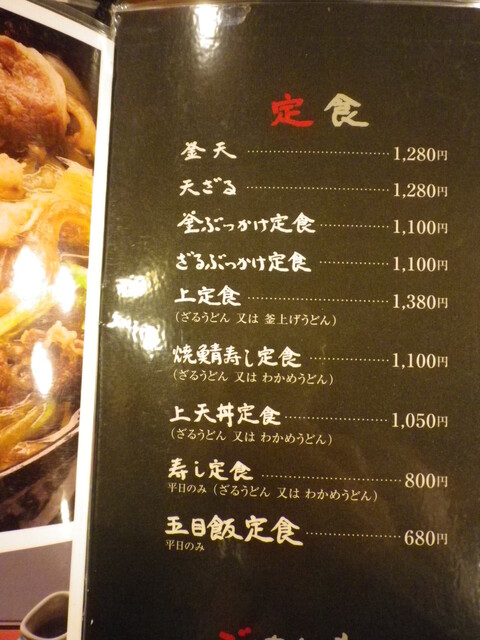 定食
釜天 1,280円
天ざる 1,280円
釜ぶっかけ定食 1,100円
ざるぶっかけ定食 1,100円
上定食 1,380円
(ざるうどん 又は 釜上げうどん)
焼鯖寿し定食 1,100円
(ざるうどん 又は わかめうどん)
上天丼定食 1,050円
(ざるうどん 又は わかめうどん)
寿し定食 800円
平日のみ (ざるうどん 又は わかめうどん)
五目飯定食 680円
平日のみ